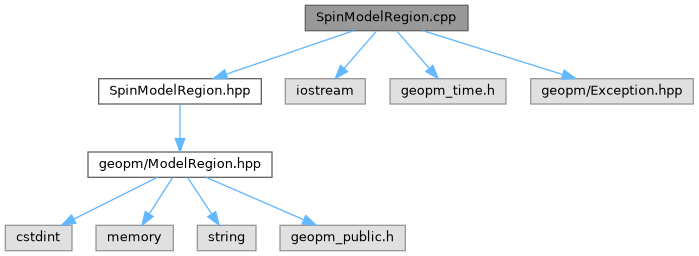 SpinModelRegion.cpp
SpinModelRegion.hpp
iostream
geopm_time.h
geopm/Exception.hpp
geopm/ModelRegion.hpp
cstdint
memory
string
geopm_public.h